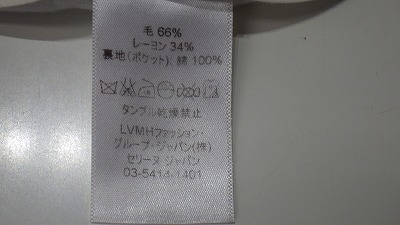 毛 66%
レーヨン 34%
裏地(ポケット): 綿 100%
タンブル乾燥禁止
LVMHファッション・
グループ・ジャパン(株)
セリーヌ ジャパン
03-5414-1401